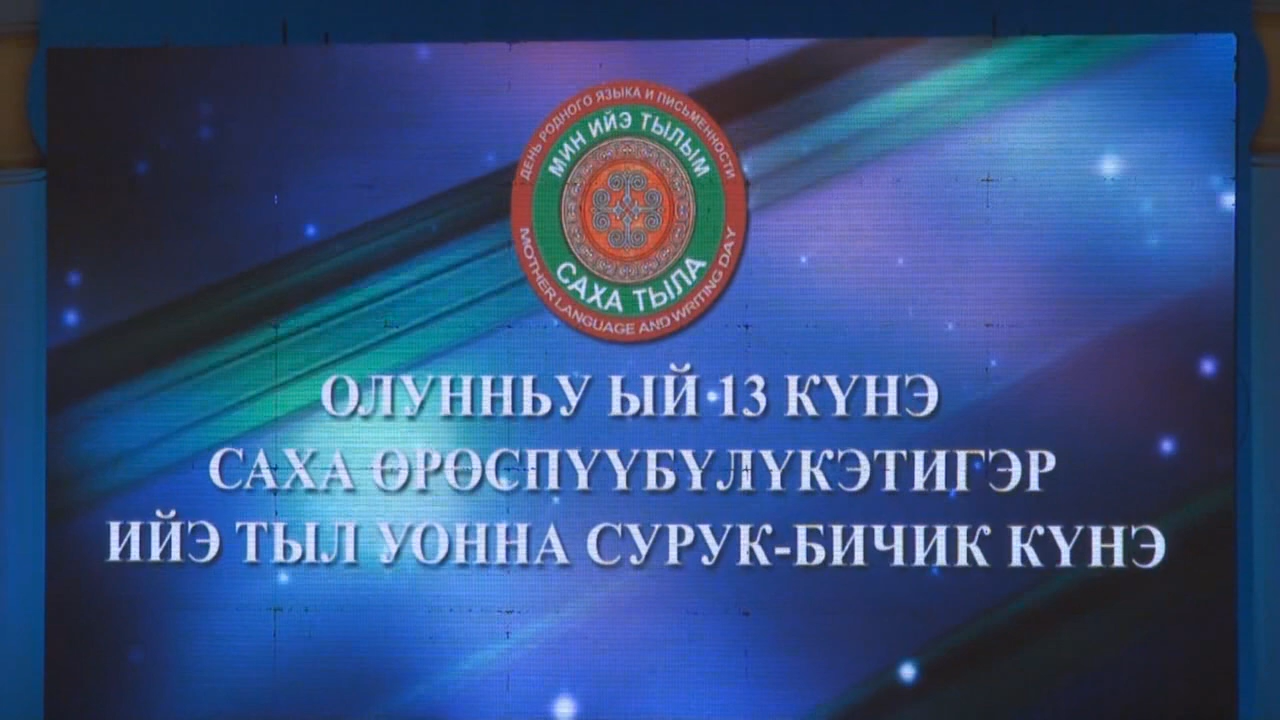 ДЕНЬ РОДНОГО ЯЗЫКА И ПИСЬМЕННОСТИ
МИН ИЙЭ ТЫЛЫМ
САХА ТЫЛА
MOTHER LANGUAGE AND WRITING DAY
ОЛУННЬУ ЫЙ 13 КҮНЭ
САХА ӨРӨСПҮҮБҮЛҮКЭТИГЭР
ИЙЭ ТЫЛ УОННА СУРУК-БИЧИК КҮНЭ